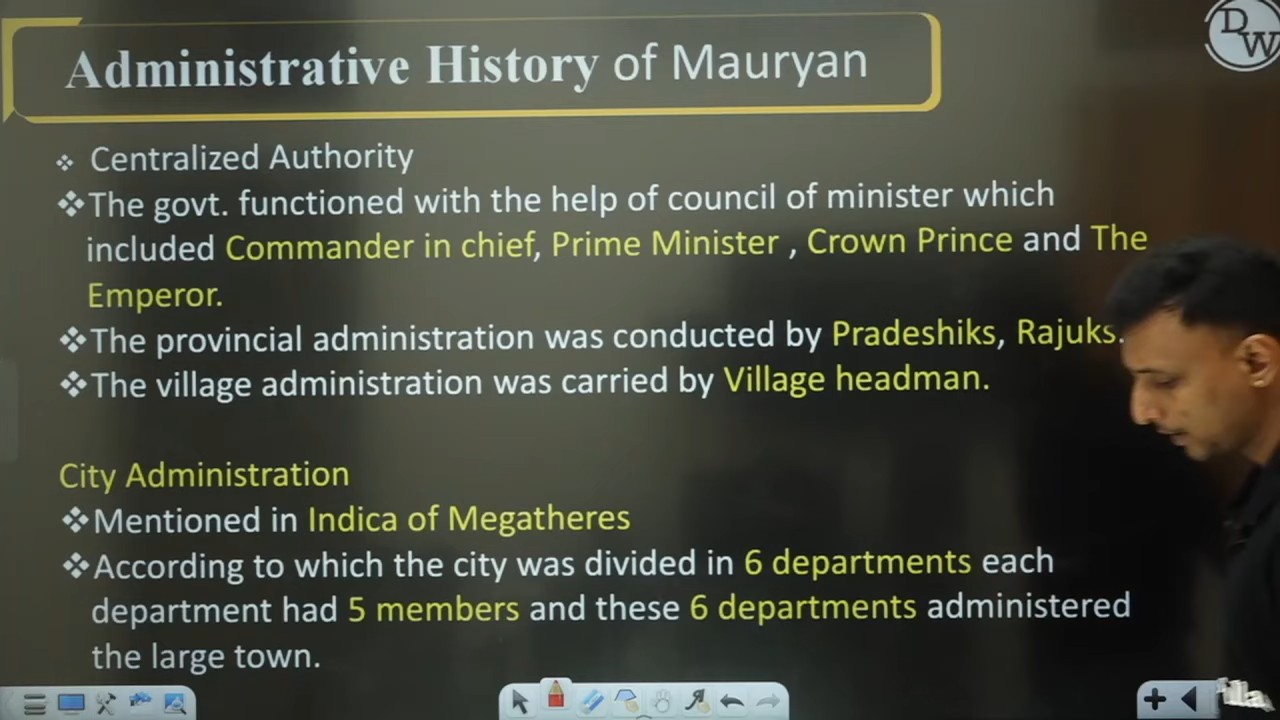 Administrative History of Mauryan
DW
❖ Centralized Authority
❖The govt. functioned with the help of council of minister which
included Commander in chief, Prime Minister , Crown Prince and The
Emperor.
❖The provincial administration was conducted by Pradeshiks, Rajuks.
❖The village administration was carried by Village headman.
City Administration
❖Mentioned in Indica of Megatheres
❖According to which the city was divided in 6 departments each
department had 5 members and these 6 departments administered
the large town.